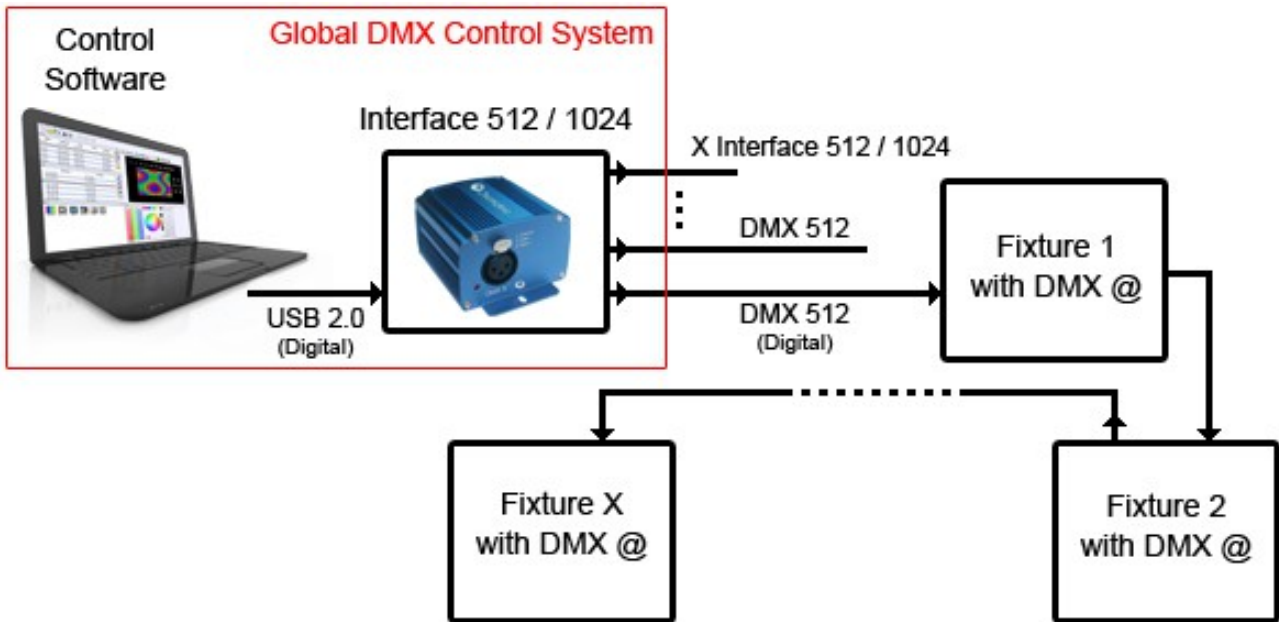 Global DMX Control System
Control
Software
Interface 512 / 1024
X Interface 512 / 1024
DMX 512
USB 2.0
(Digital)
DMX 512
(Digital)
Fixture 1
with DMX @
Fixture X
with DMX @
Fixture 2
with DMX @